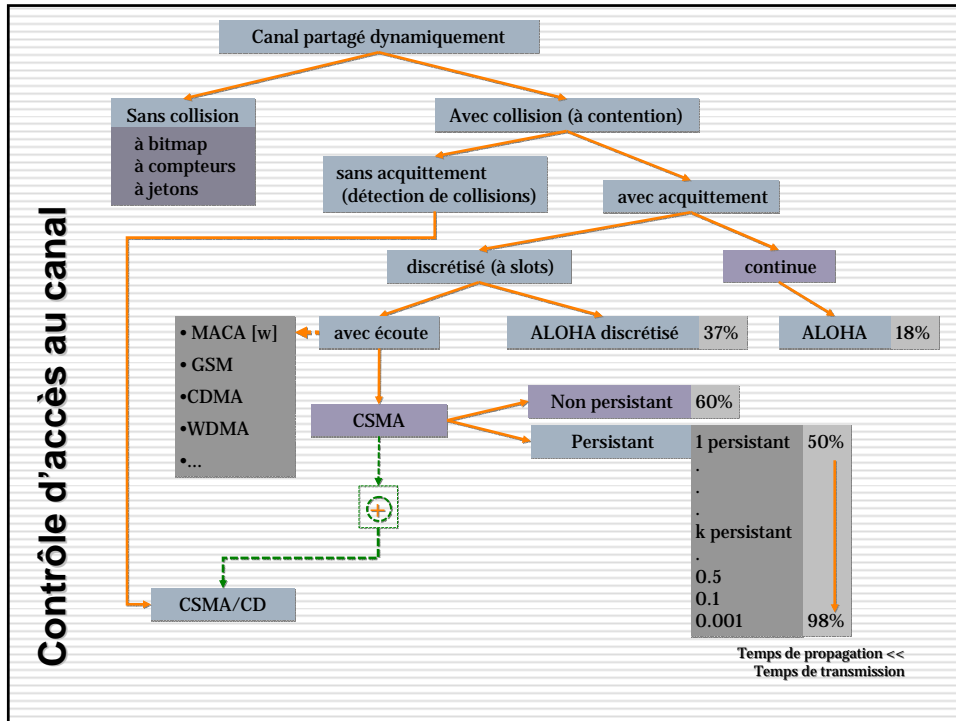 Contrôle d'accès au canal
Canal partagé dynamiquement
Sans collision
à bitmap
à compteurs
à jetons
Avec collision (à contention)
sans acquittement
(détection de collisions)
avec acquittement
discrétisé (à slots)
continue
• MACA [w]
• GSM
•CDMA
•WDMA
•...
avec écoute
ALOHA discrétisé 37%
ALOHA 18%
CSMA
Non persistant 60%
Persistant
1 persistant 50%
.
.
.
k persistant
.
0.5
0.1
0.001 98%
+
CSMA/CD
Temps de propagation <<
Temps de transmission